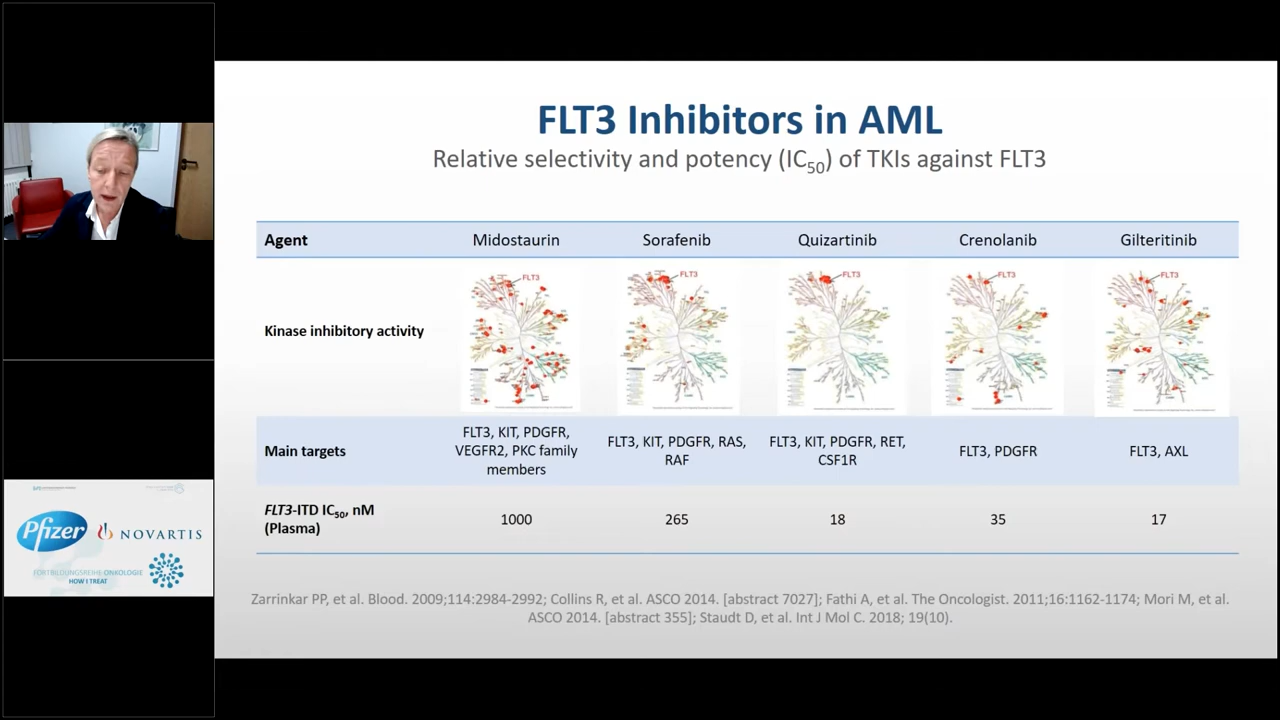 FLT3 Inhibitors in AML
Relative selectivity and potency (IC50) of TKIs against FLT3
Agent Midostaurin Sorafenib Quizartinib Crenolanib Gilteritinib
FLT3 FLT3 FLT3 FLT3 FLT3
Kinase inhibitory activity
Main targets
FLT3, KIT, PDGFR,
VEGFR2, PKC family
members
FLT3, KIT, PDGFR, RAS,
RAF
FLT3, KIT, PDGFR, RET,
CSF1R
FLT3, PDGFR
FLT3, AXL
FLT3-ITD IC50, nM
(Plasma)
1000 265 18 35 17
Zarrinkar PP, et al. Blood. 2009;114:2984-2992; Collins R, et al. ASCO 2014. [abstract 7027]; Fathi A, et al. The Oncologist. 2011;16:1162-1174; Mori M, et al.
ASCO 2014. [abstract 355]; Staudt D, et al. Int J Mol C. 2018; 19(10).
Pfizer
NOVARTIS
FORTBILDUNGSREIHE ONKOLOGIE
HOW I TREAT